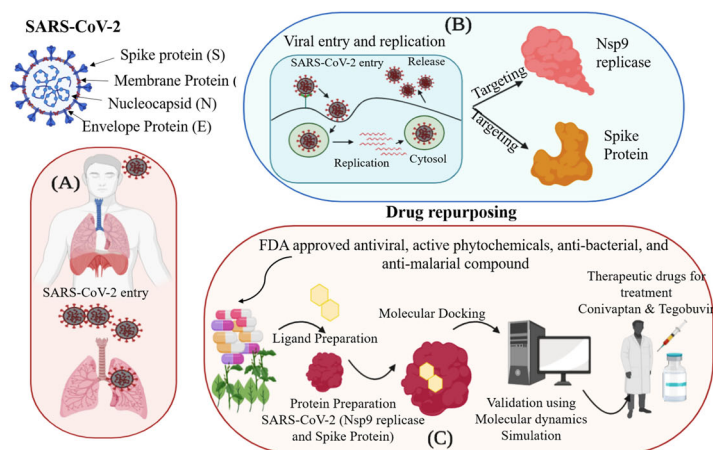 SARS-CoV-2
Spike protein (S)
Membrane Protein (
Nucleocapsid (N)
Envelope Protein (E)
(A)
SARS-CoV-2 entry
(B)
Viral entry and replication
SARS-CoV-2 entry
Release
Replication
Cytosol
Targeting
Targeting
Nsp9
replicase
Spike
Protein
Drug repurposing
FDA approved antiviral, active phytochemicals, anti-bacterial, and
anti-malarial compound
Ligand Preparation
Protein Preparation
SARS-CoV-2 (Nsp9 replicase
and Spike Protein)
Molecular Docking
(C)
Validation using
Molecular dynamics
Simulation
Therapeutic drugs for
treatment
Conivaptan & Tegobuvir